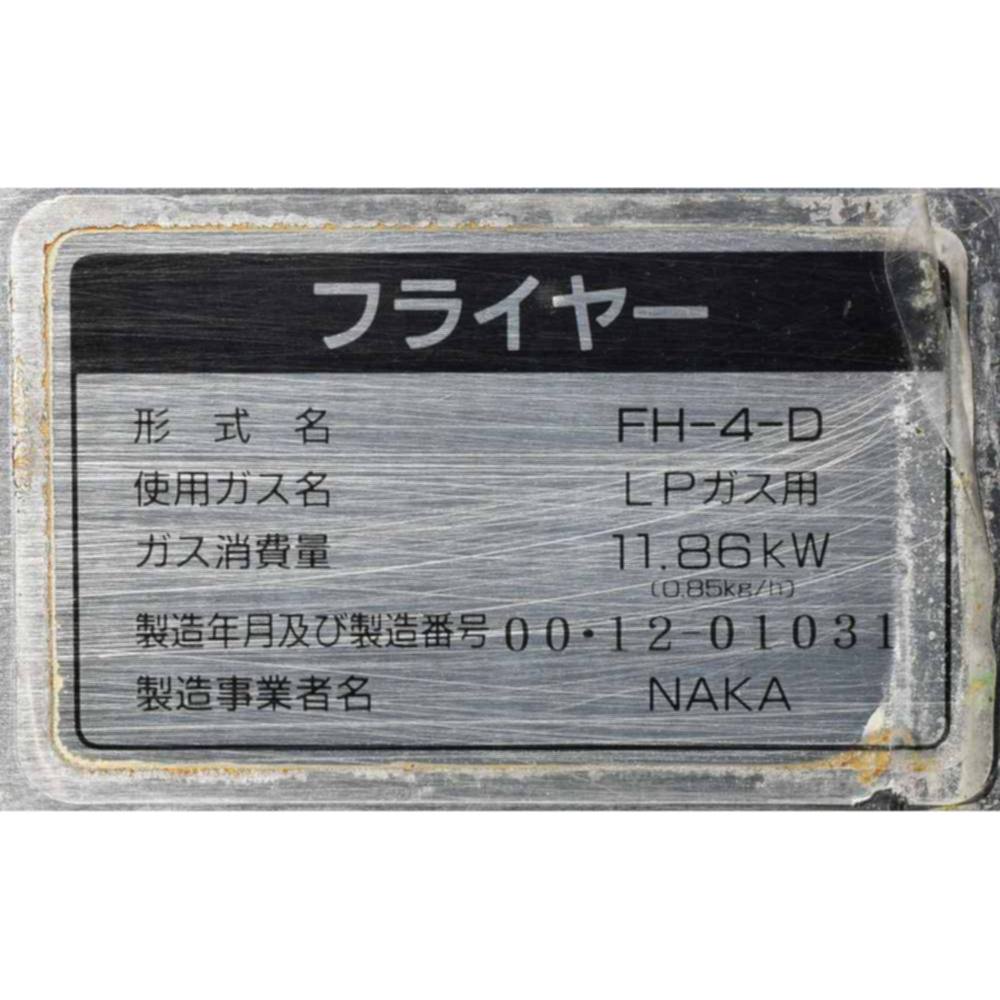 フライヤー
形式名 FH-4-D
使用ガス名 LPガス用
ガス消費量 11.86kW
(0.85kg/h)
製造年月及び製造番号 00・12-01031
製造事業者名 NAKA